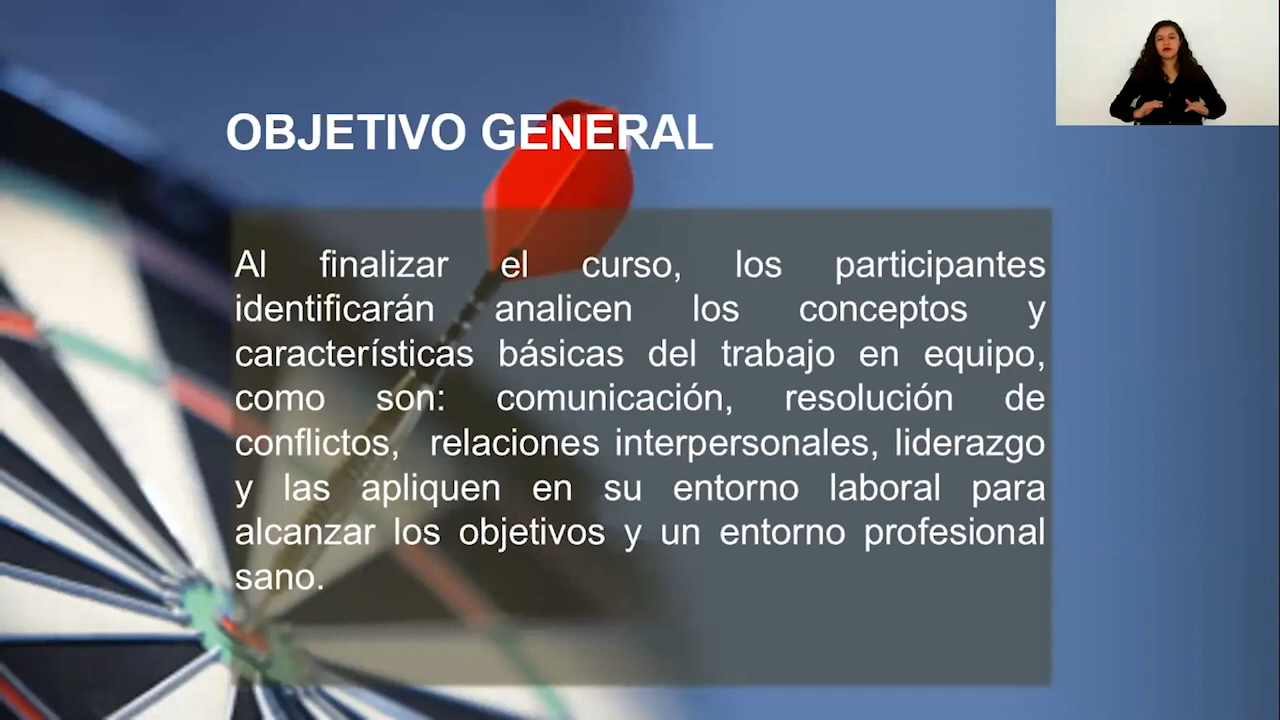 OBJETIVO GENERAL
Al finalizar el curso, los participantes
identificarán analicen los conceptos y
características básicas del trabajo en equipo,
como son: comunicación, resolución de
conflictos, relaciones interpersonales, liderazgo
y las apliquen en su entorno laboral para
alcanzar los objetivos y un entorno profesional
sano.